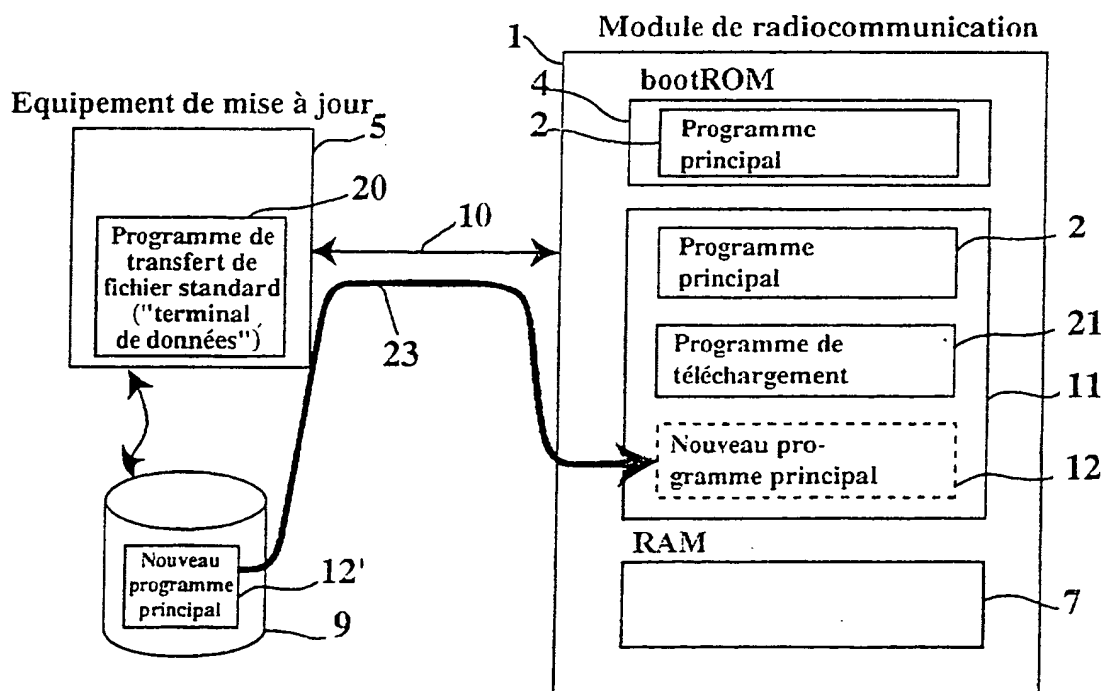 Module de radiocommunication
1
bootROM
4
2
Programme
principal
Equipement de mise à jour
5
20
Programme de
transfert de
fichier standard
("terminal
de données")
10
23
Programme
principal
2
Programme de
téléchargement
21
11
Nouveau pro-
gramme principal
12
RAM
7
Nouveau
programme
principal
12'
9